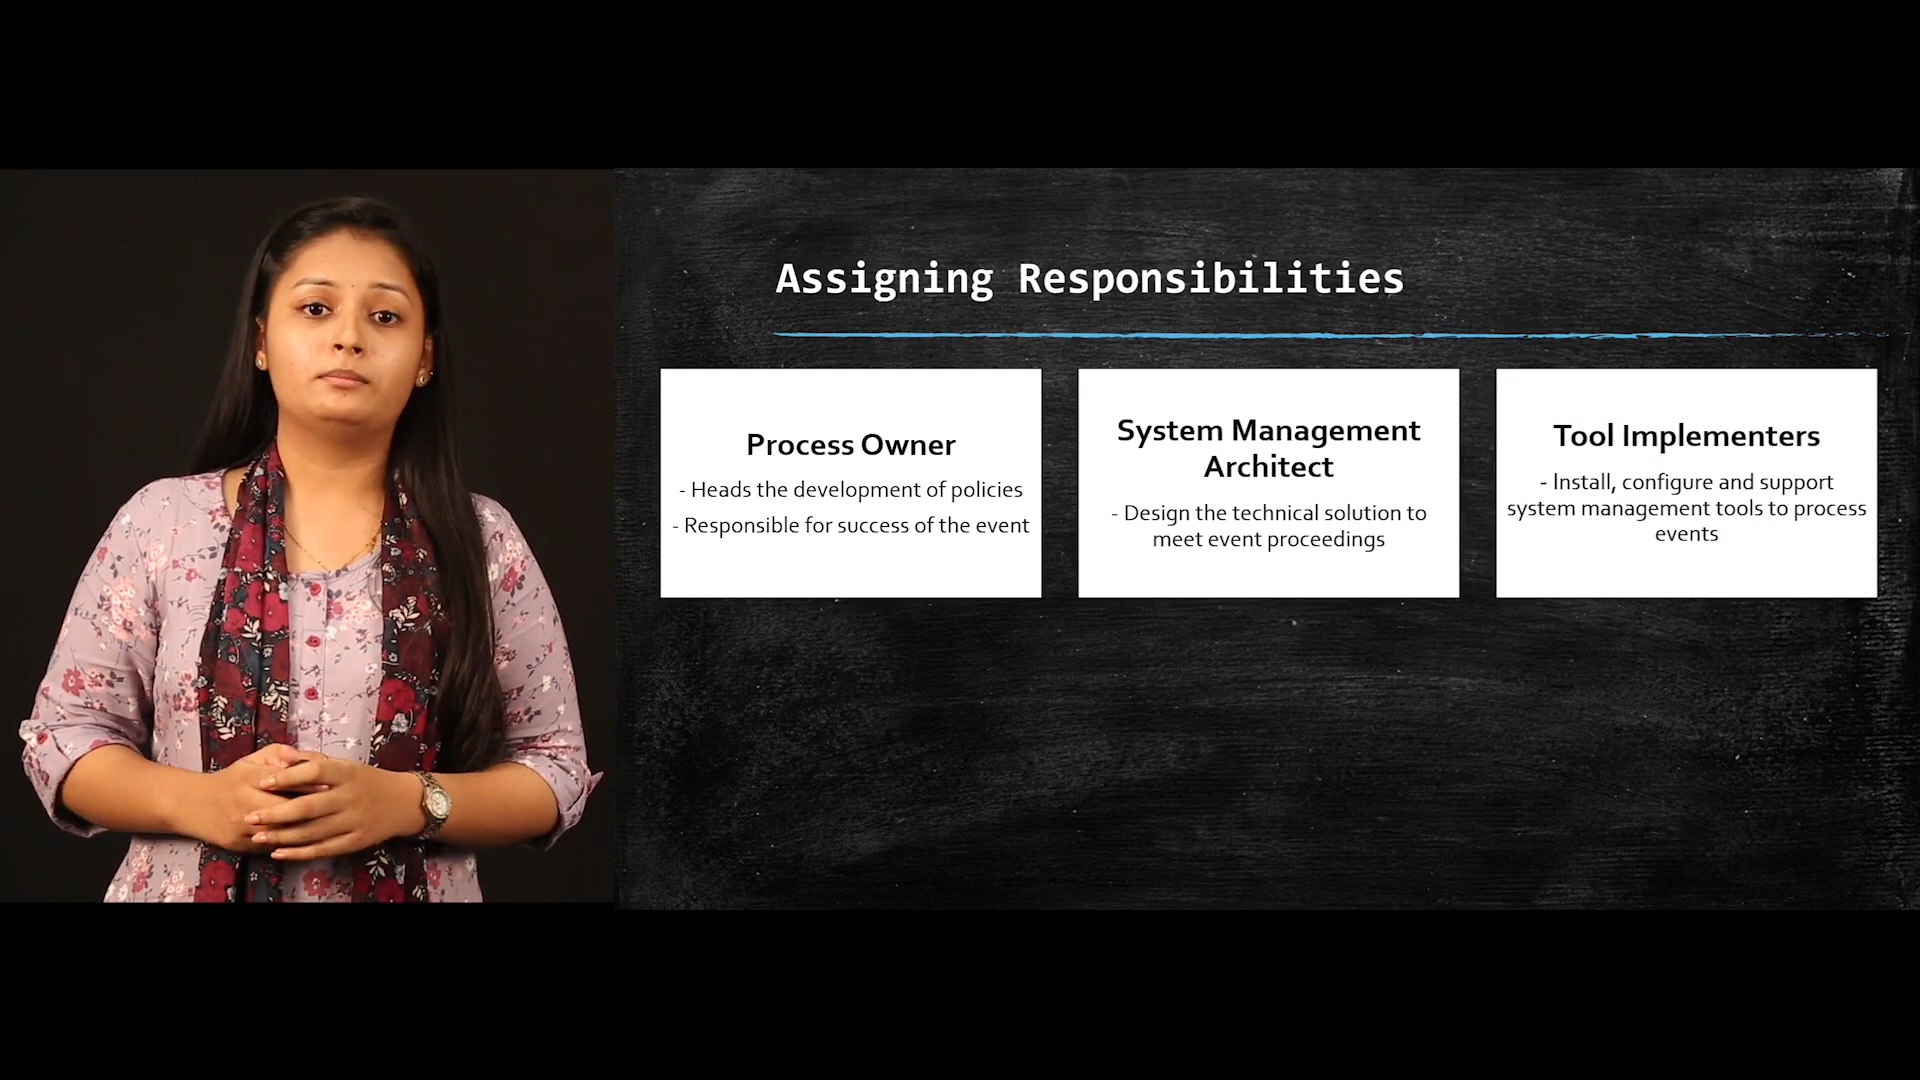 Assigning Responsibilities
Process Owner
- Heads the development of policies
- Responsible for success of the event
System Management
Architect
- Design the technical solution to
meet event proceedings
Tool Implementers
- Install, configure and support
system management tools to process
events